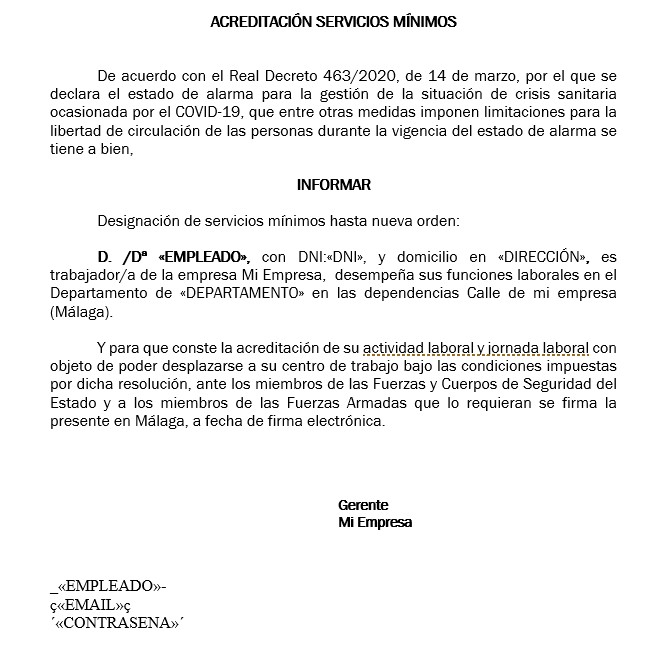 ACREDITACIÓN SERVICIOS MÍNIMOS
De acuerdo con el Real Decreto 463/2020, de 14 de marzo, por el que se
declara el estado de alarma para la gestión de la situación de crisis sanitaria
ocasionada por el COVID-19, que entre otras medidas imponen limitaciones para la
libertad de circulación de las personas durante la vigencia del estado de alarma se
tiene a bien,
INFORMAR
Designación de servicios mínimos hasta nueva orden:
D. /Dª «EMPLEADO», con DNI:«DNI», y domicilio en «DIRECCIÓN», es
trabajador/a de la empresa Mi Empresa, desempeña sus funciones laborales en el
Departamento de «DEPARTAMENTO» en las dependencias Calle de mi empresa
(Málaga).
Y para que conste la acreditación de su actividad laboral y jornada laboral con
objeto de poder desplazarse a su centro de trabajo bajo las condiciones impuestas
por dicha resolución, ante los miembros de las Fuerzas y Cuerpos de Seguridad del
Estado y a los miembros de las Fuerzas Armadas que lo requieran se firma la
presente en Málaga, a fecha de firma electrónica.
Gerente
Mi Empresa
_«EMPLEADO»-
ç«EMAIL»ç
´«CONTRASENA»´